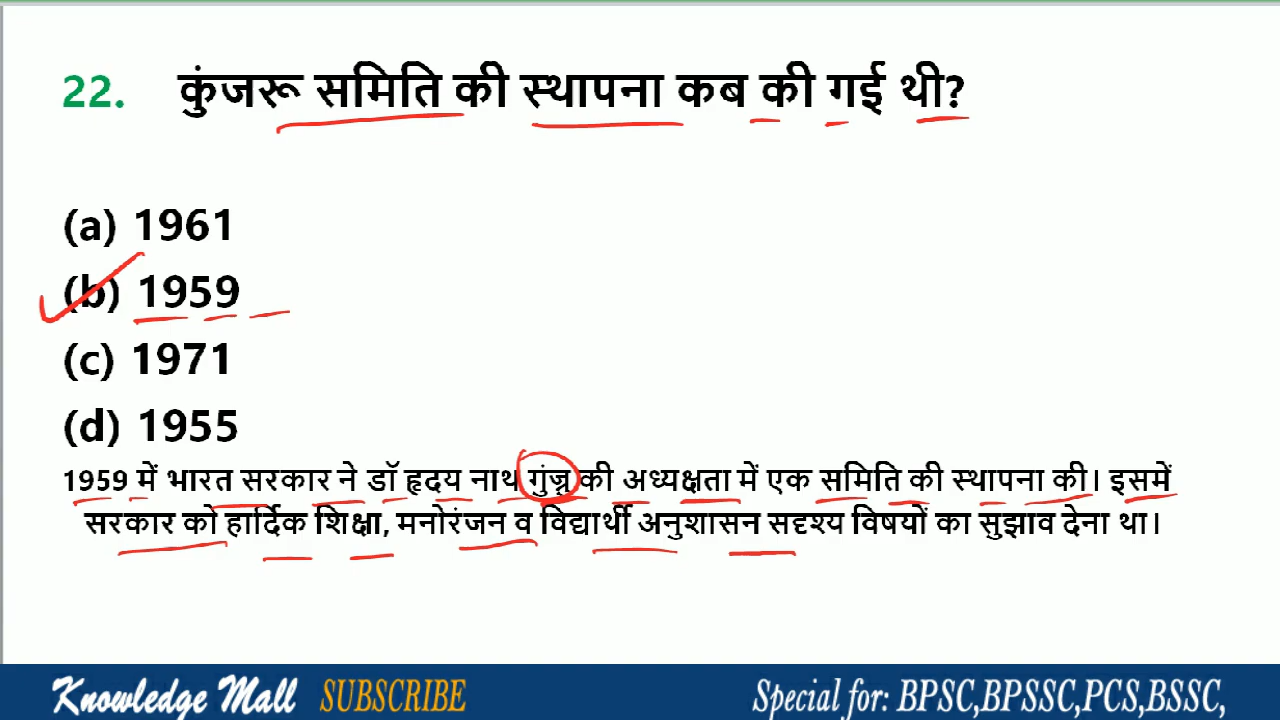 22. कुंजरू समिति की स्थापना कब की गई थी?
(a) 1961
(b) 1959
(c) 1971
(d) 1955
1959 में भारत सरकार ने डॉ हृदय नाथ गुंज्रू की अध्यक्षता में एक समिति की स्थापना की। इसमें
सरकार को हार्दिक शिक्षा, मनोरंजन व विद्यार्थी अनुशासन सदृश्य विषयों का सुझाव देना था।
Knowledge Mall SUBSCRIBE Special for: BPSC,BPSSC,PCS,BSSC,